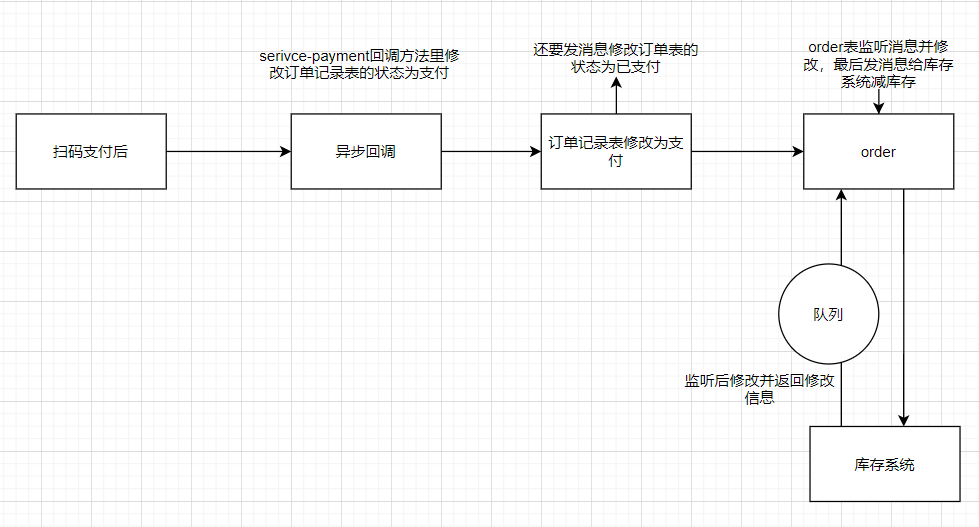 serivce-payment回调方法里修
改订单记录表的状态为支付
还要发消息修改订单表的
状态为已支付
order表监听消息并修
改，最后发消息给库存
系统减库存
扫码支付后
异步回调
订单记录表修改为支
付
order
队列
监听后修改并返回修改
信息
库存系统